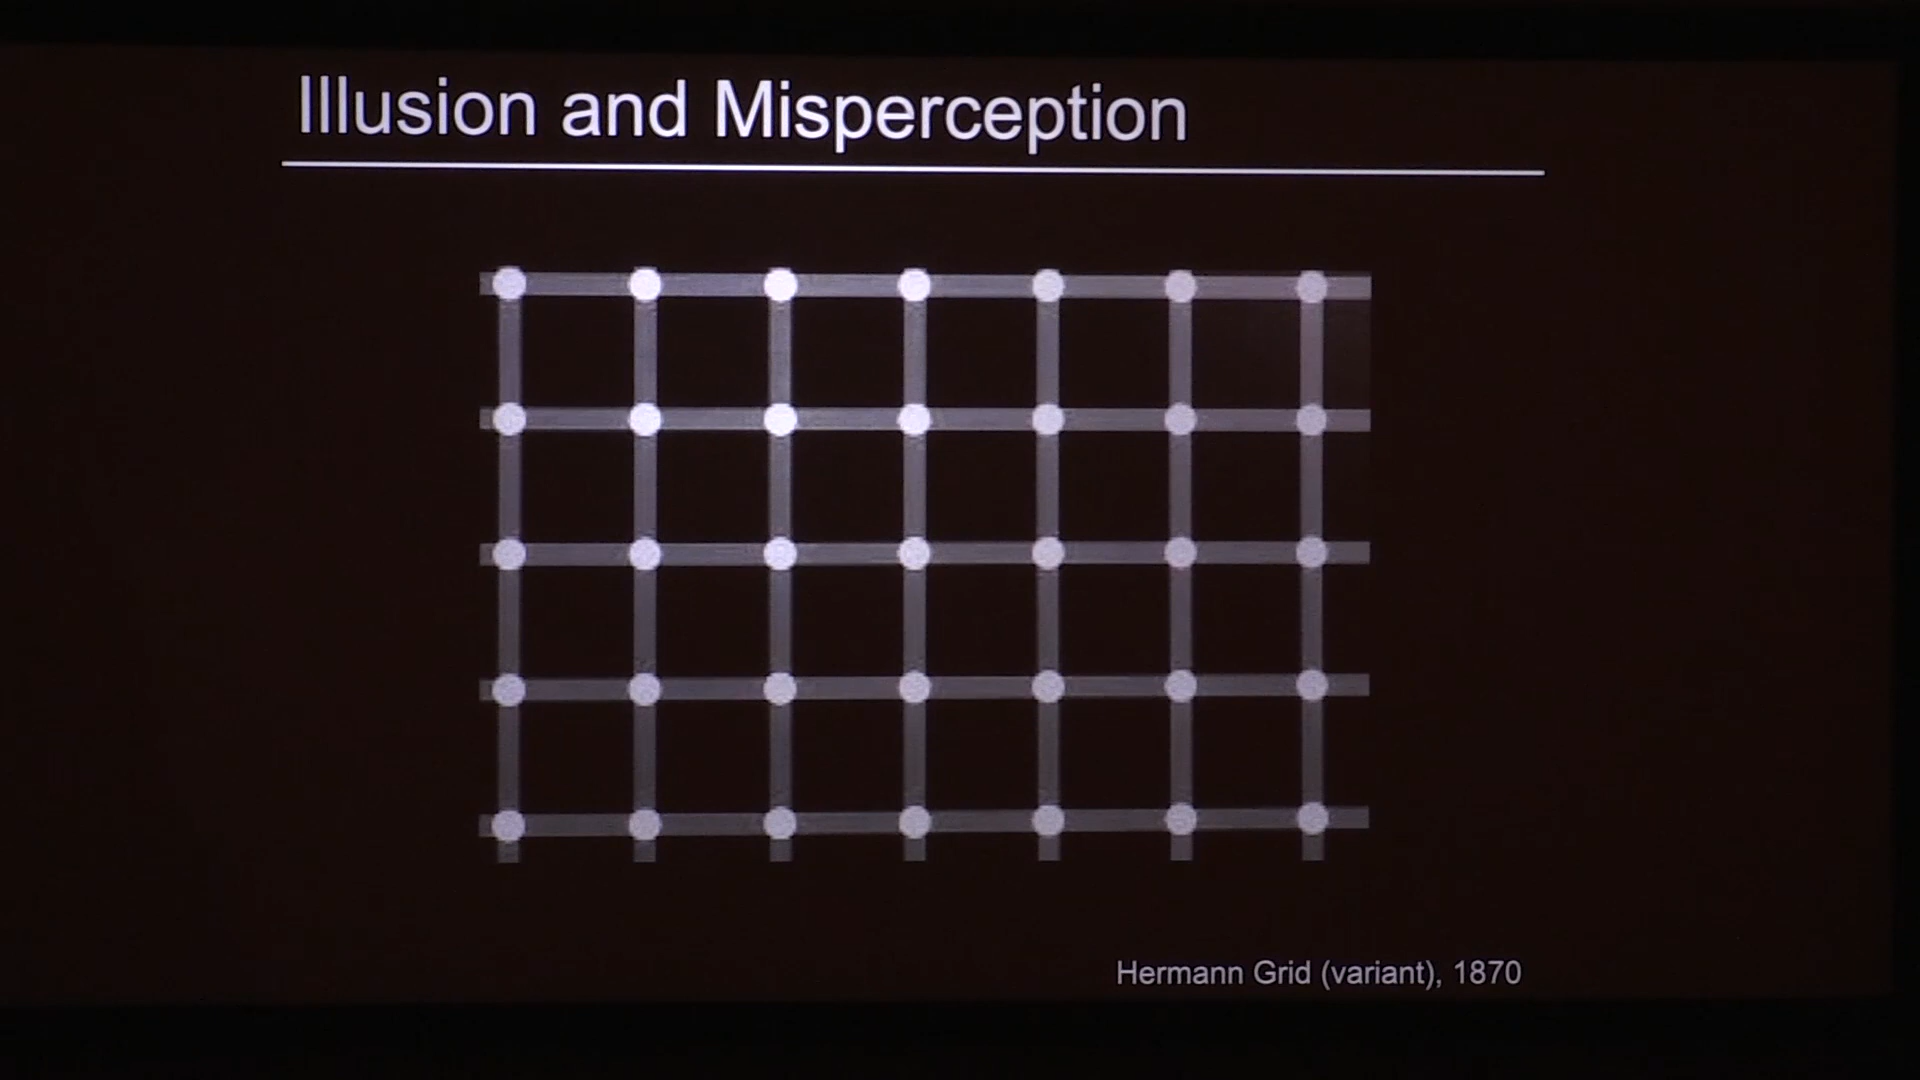 Illusion and Misperception
Hermann Grid (variant), 1870